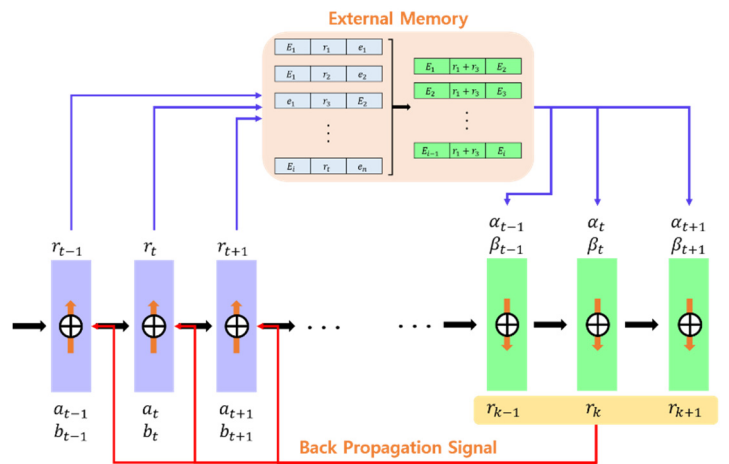 External Memory
E₁ r₁ e₁
E₁ r₂ e₂
e₁ r₃ E₂
⋮
Eᵢ rₜ eₙ
E₁ r₁ + r₃ E₂
E₂ r₁ + r₃ E₃
⋮
Eᵢ₋₁ r₁ + r₃ Eᵢ
rₜ₋₁ rₜ rₜ₊₁
αₜ₋₁ αₜ αₜ₊₁
βₜ₋₁ βₜ βₜ₊₁
. . . . . .
aₜ₋₁ aₜ aₜ₊₁
bₜ₋₁ bₜ bₜ₊₁
rₖ₋₁ rₖ rₖ₊₁
Back Propagation Signal